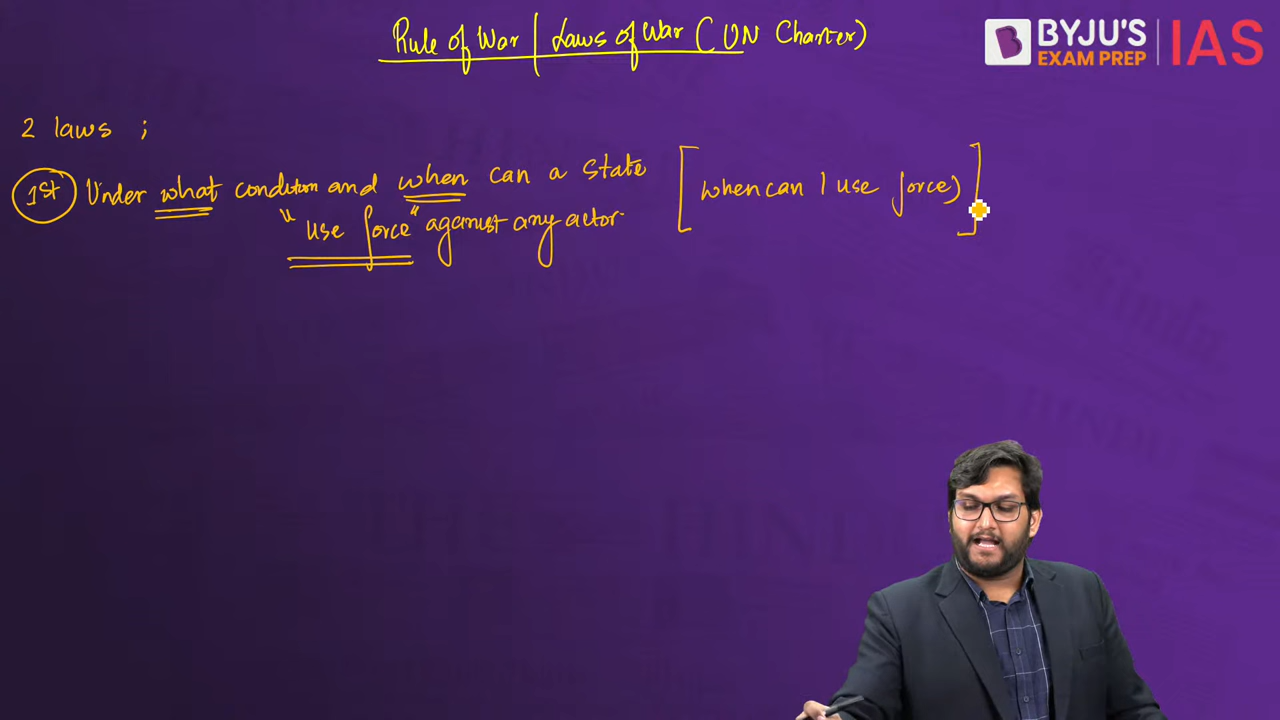 Rule of War | Laws of War (UN Charter)
BYJU'S
EXAM PREP
IAS
2 laws ;
1st Under what condition and when can a state
"use force" against any actor
[when can I use force)]